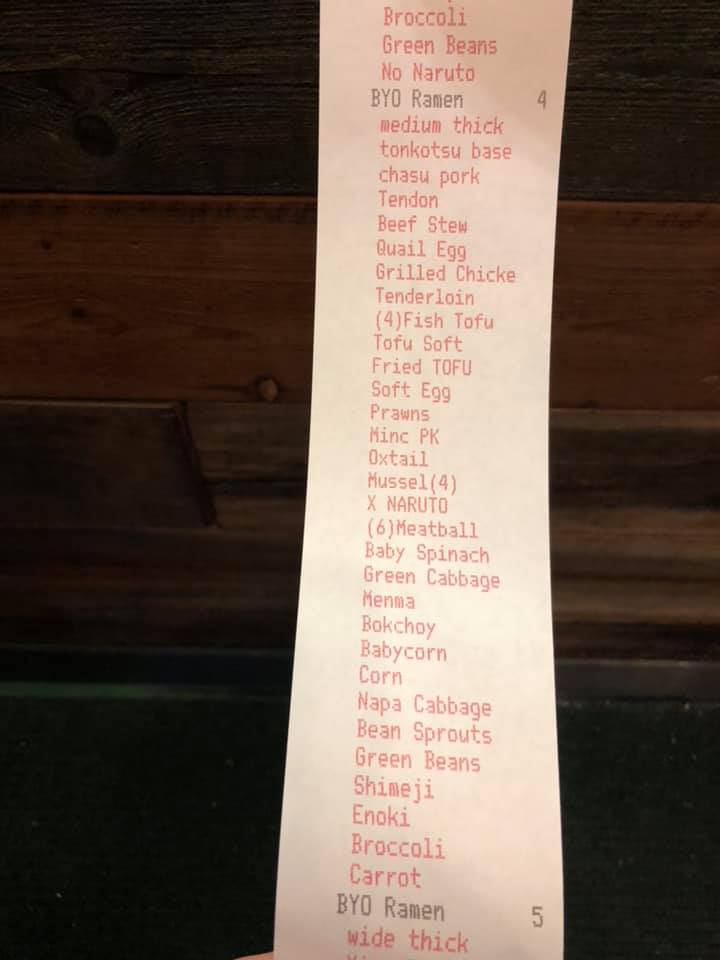 Broccoli
Green Beans
No Naruto
BYO Ramen 4
medium thick
tonkotsu base
chasu pork
Tendon
Beef Stew
Quail Egg
Grilled Chicke
Tenderloin
(4)Fish Tofu
Tofu Soft
Fried TOFU
Soft Egg
Prawns
Minc PK
Oxtail
Mussel(4)
X NARUTO
(6)Meatball
Baby Spinach
Green Cabbage
Menma
Bokchoy
Babycorn
Corn
Napa Cabbage
Bean Sprouts
Green Beans
Shimeji
Enoki
Broccoli
Carrot
BYO Ramen 5
wide thick